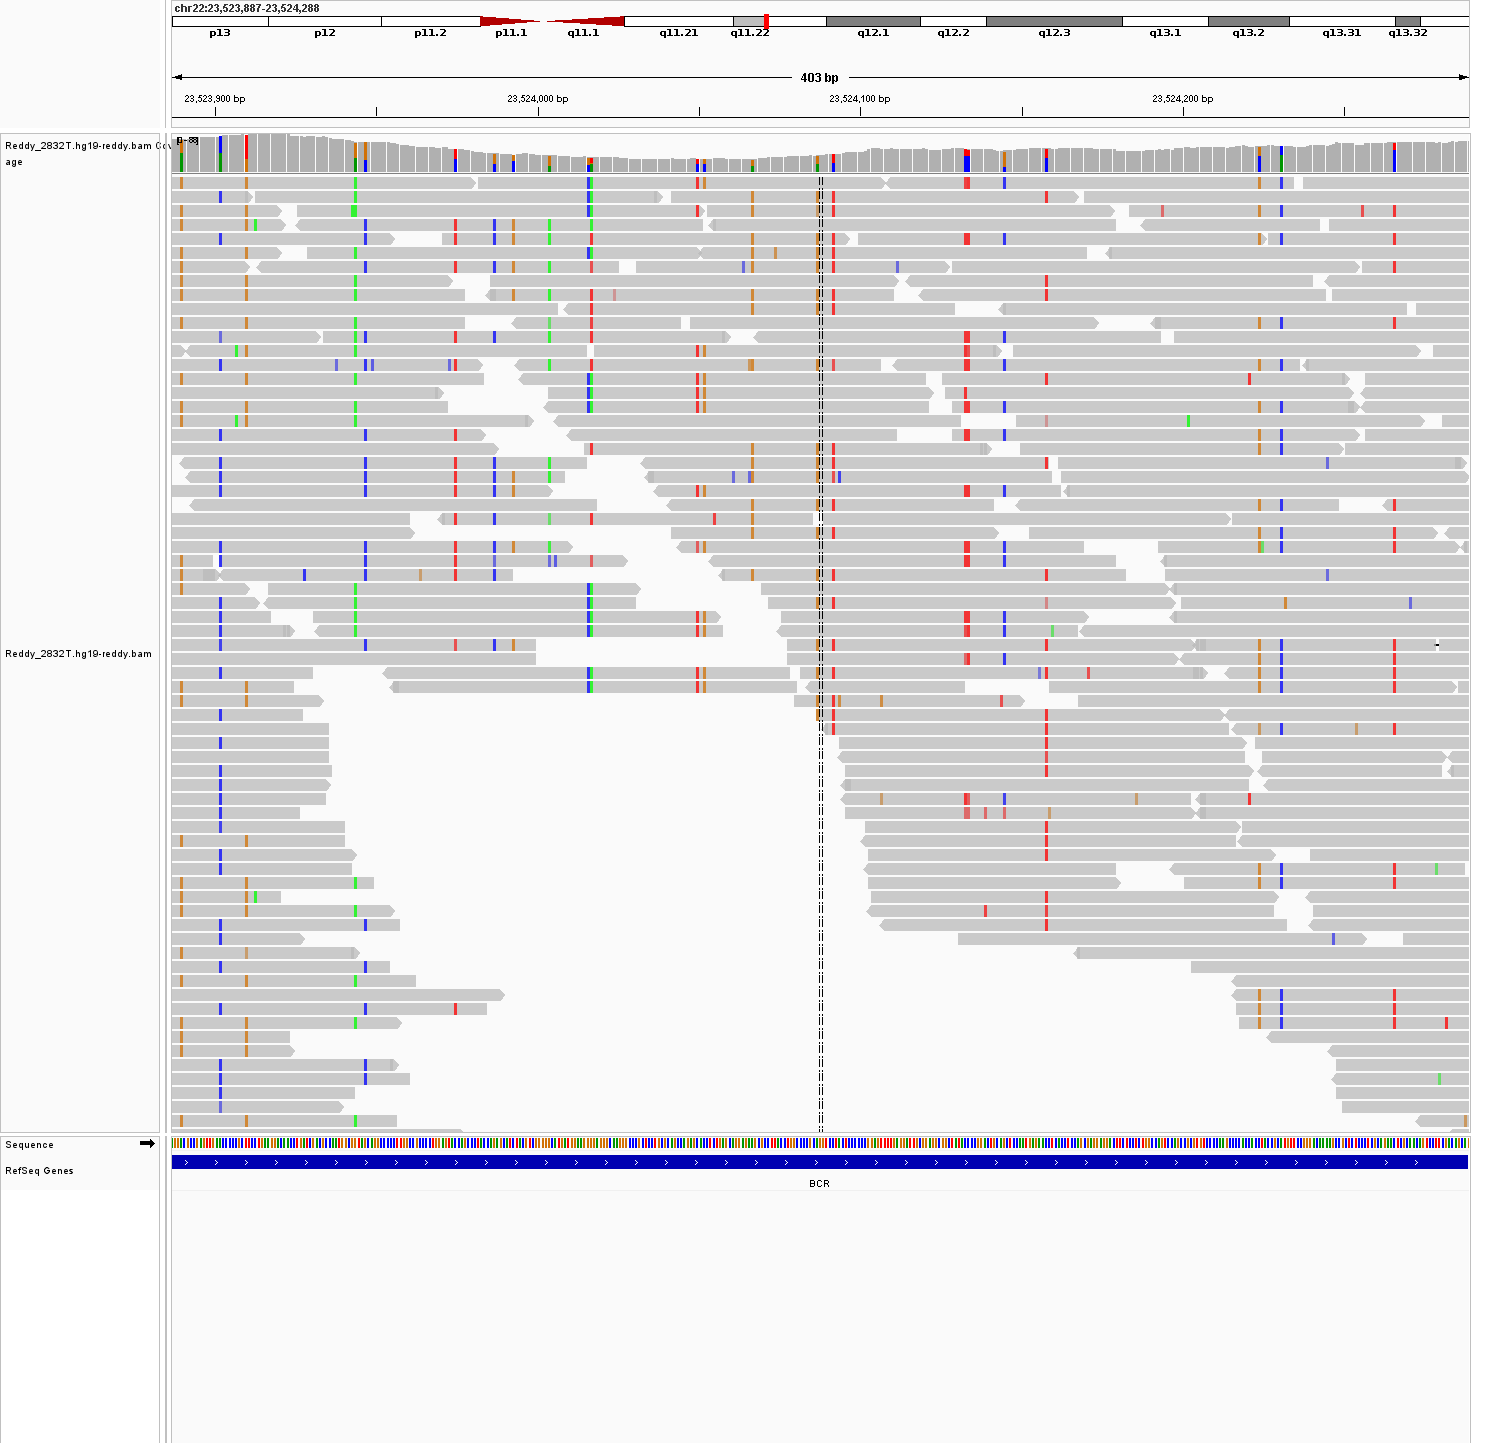 chr22:23,523,887-23,524,288
p13 p12 p11.2 p11.1 q11.1 q11.21 q11.22 q12.1 q12.2 q12.3 q13.1 q13.2 q13.31 q13.32
403 bp
23,523,900 bp 23,524,000 bp 23,524,100 bp 23,524,200 bp
Reddy_2832T.hg19-reddy.bam Cov
age
Reddy_2832T.hg19-reddy.bam
Sequence
RefSeq Genes
BCR